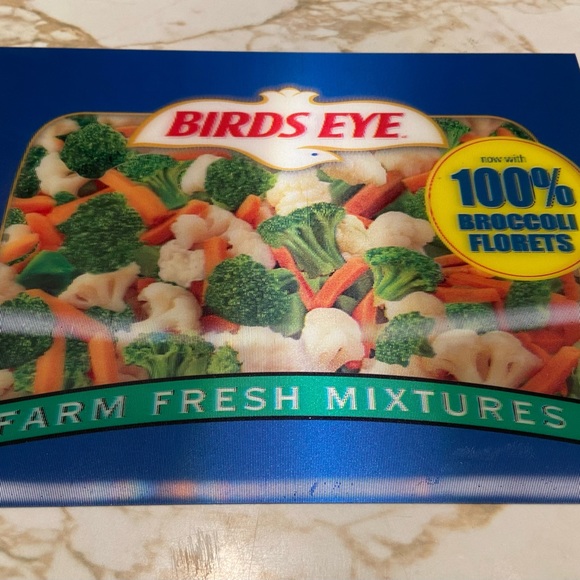 BIRDS EYE
now with
100%
BROCCOLI
FLORETS
FARM FRESH MIXTURES